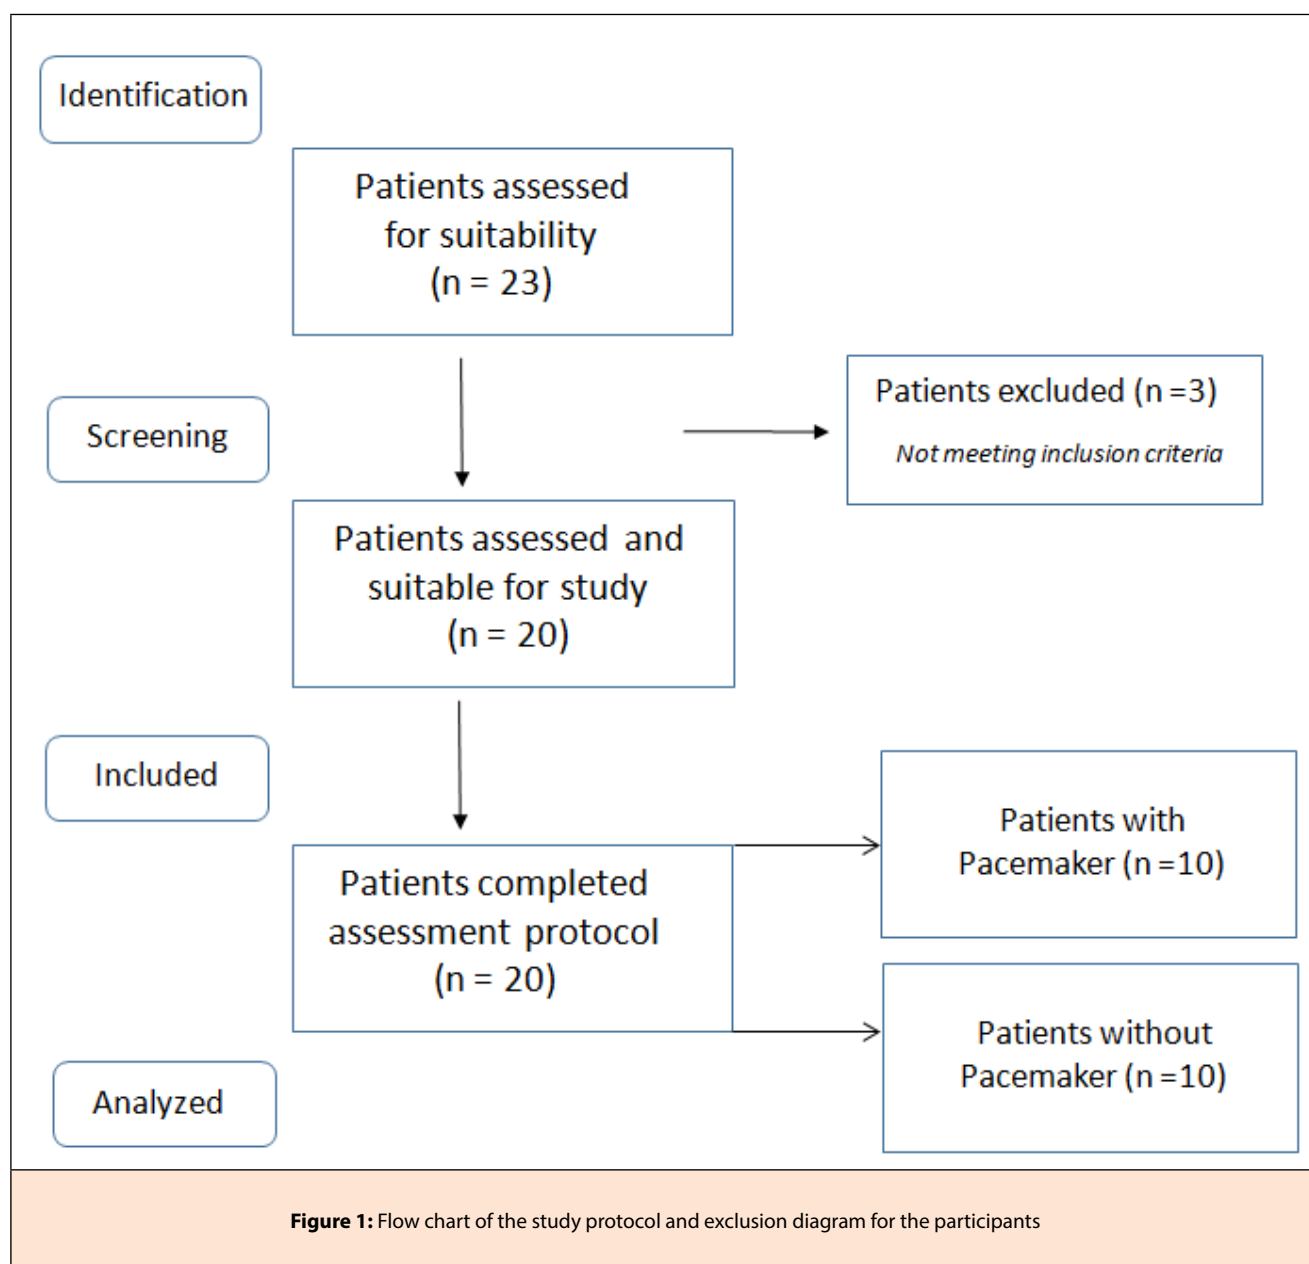 Identification
Patients assessed
for suitability
(n = 23)
Screening
Patients excluded (n =3)
Not meeting inclusion criteria
Patients assessed and
suitable for study
(n = 20)
Included
Patients completed
assessment protocol
(n = 20)
Patients with
Pacemaker (n =10)
Patients without
Pacemaker (n =10)
Analyzed
Figure 1: Flow chart of the study protocol and exclusion diagram for the participants